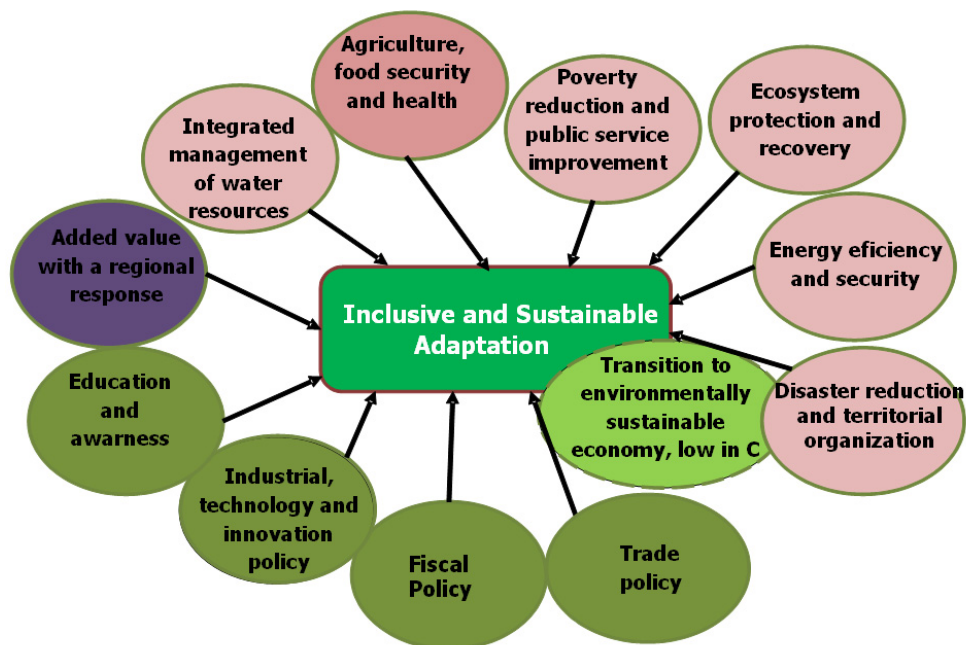 Agriculture,
food security
and health
Poverty
reduction and
public service
improvement
Ecosystem
protection and
recovery
Integrated
management
of water
resources
Added value
with a regional
response
Energy eficiency
and security
Inclusive and Sustainable
Adaptation
Transition to
environmentally
sustainable
economy, low in C
Disaster reduction
and territorial
organization
Education
and
awarness
Industrial,
technology and
innovation
policy
Fiscal
Policy
Trade
policy